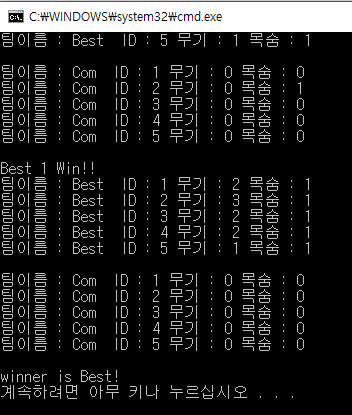 C:\WINDOWS\system32\cmd.exe
팀이름 : Best ID : 5 무기 : 1 목숨 : 1
팀이름 : Com ID : 1 무기 : 0 목숨 : 0
팀이름 : Com ID : 2 무기 : 0 목숨 : 1
팀이름 : Com ID : 3 무기 : 0 목숨 : 0
팀이름 : Com ID : 4 무기 : 0 목숨 : 0
팀이름 : Com ID : 5 무기 : 0 목숨 : 0
Best 1 Win!!
팀이름 : Best ID : 1 무기 : 2 목숨 : 1
팀이름 : Best ID : 2 무기 : 3 목숨 : 1
팀이름 : Best ID : 3 무기 : 2 목숨 : 1
팀이름 : Best ID : 4 무기 : 2 목숨 : 1
팀이름 : Best ID : 5 무기 : 1 목숨 : 1
팀이름 : Com ID : 1 무기 : 0 목숨 : 0
팀이름 : Com ID : 2 무기 : 0 목숨 : 0
팀이름 : Com ID : 3 무기 : 0 목숨 : 0
팀이름 : Com ID : 4 무기 : 0 목숨 : 0
팀이름 : Com ID : 5 무기 : 0 목숨 : 0
winner is Best!
계속하려면 아무 키나 누르십시오 . . .